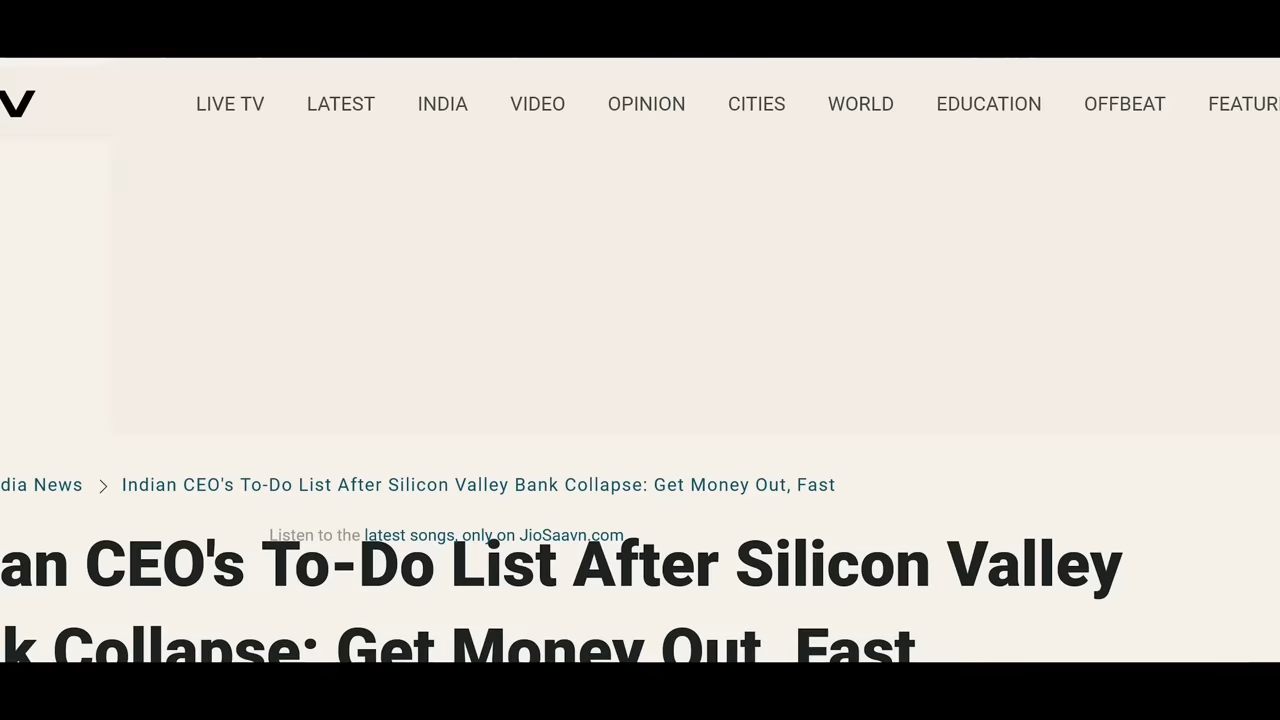 V LIVE TV LATEST INDIA VIDEO OPINION CITIES WORLD EDUCATION OFFBEAT FEATUR
dia News > Indian CEO's To-Do List After Silicon Valley Bank Collapse: Get Money Out, Fast
Listen to the latest songs, only on JioSaavn.com
an CEO's To-Do List After Silicon Valley
k Collapse: Get Money Out, Fast